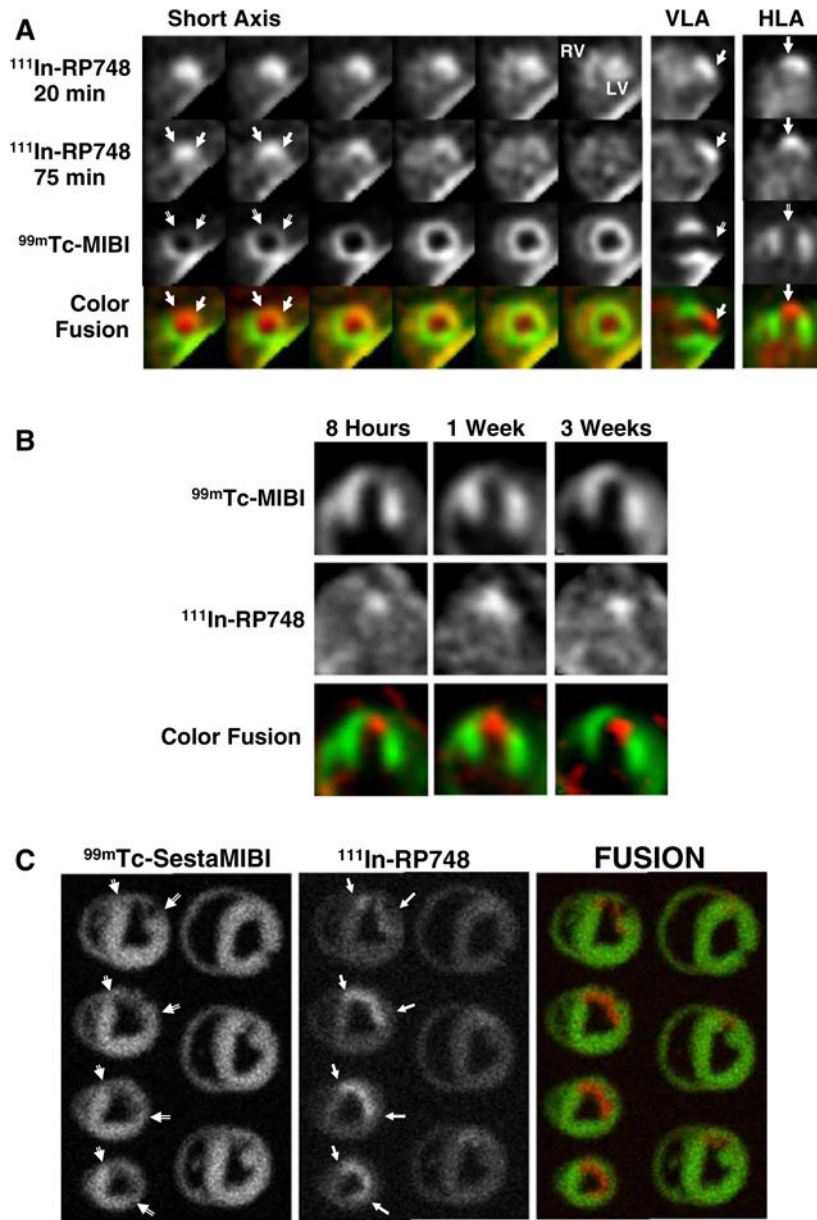 A
Short Axis
VLA
HLA
¹¹¹In-RP748
20 min
RV
LV
¹¹¹In-RP748
75 min
⁹⁹ᵐTc-MIBI
Color
Fusion
B
8 Hours
1 Week
3 Weeks
⁹⁹ᵐTc-MIBI
¹¹¹In-RP748
Color Fusion
C
⁹⁹ᵐTc-SestaMIBI
¹¹¹In-RP748
FUSION